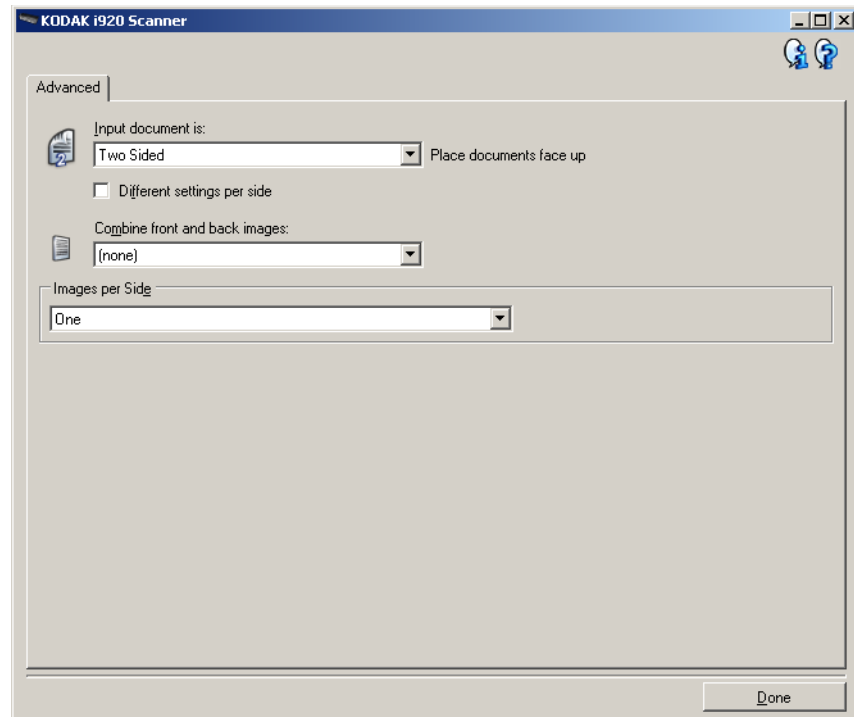 KODAK i920 Scanner
Advanced
Input document is:
2
Two Sided Place documents face up
Different settings per side
Combine front and back images:
(none)
Images per Side
One
Done